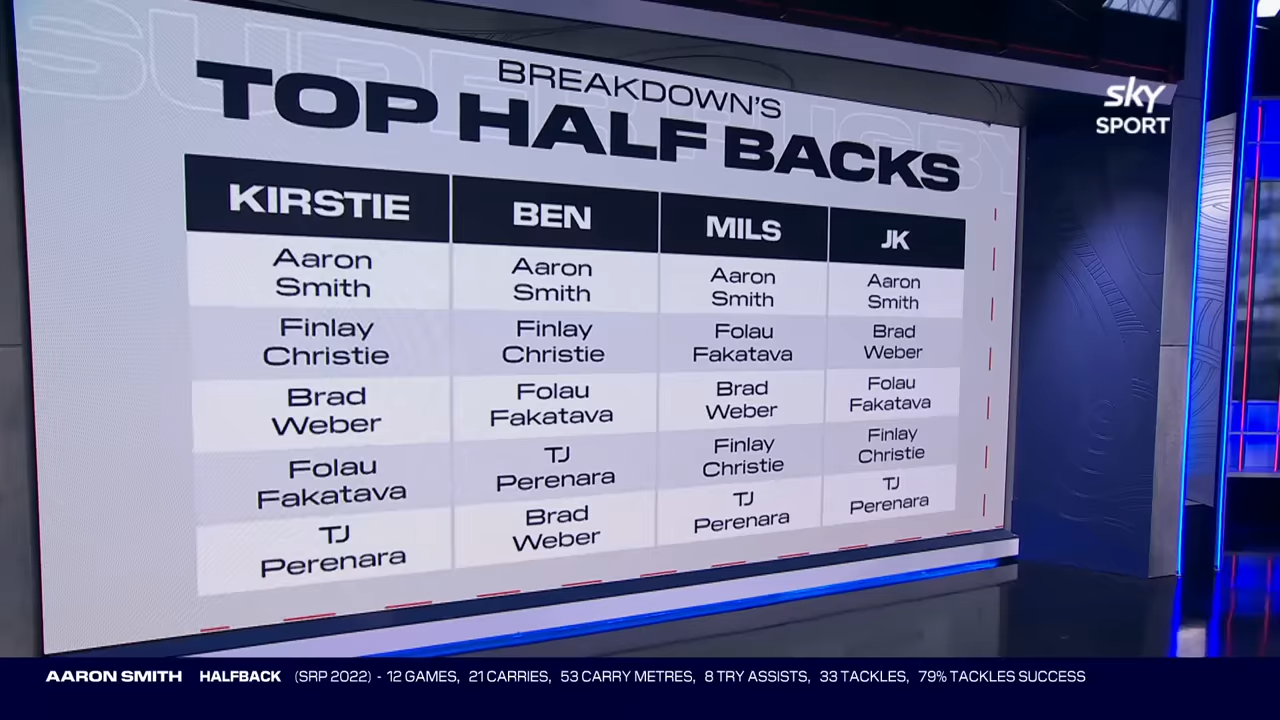 SUPER RUGBY
BREAKDOWN'S
TOP HALF BACKS
sky
SPORT
KIRSTIE BEN MILS JK
Aaron Smith Aaron Smith Aaron Smith Aaron Smith
Finlay Christie Finlay Christie Folau Fakatava Brad Weber
Brad Weber Folau Fakatava Brad Weber Folau Fakatava
Folau Fakatava TJ Perenara Finlay Christie Finlay Christie
TJ Perenara Brad Weber TJ Perenara TJ Perenara
AARON SMITH HALFBACK (SRP 2022) - 12 GAMES, 21 CARRIES, 53 CARRY METRES, 8 TRY ASSISTS, 33 TACKLES, 79% TACKLES SUCCESS